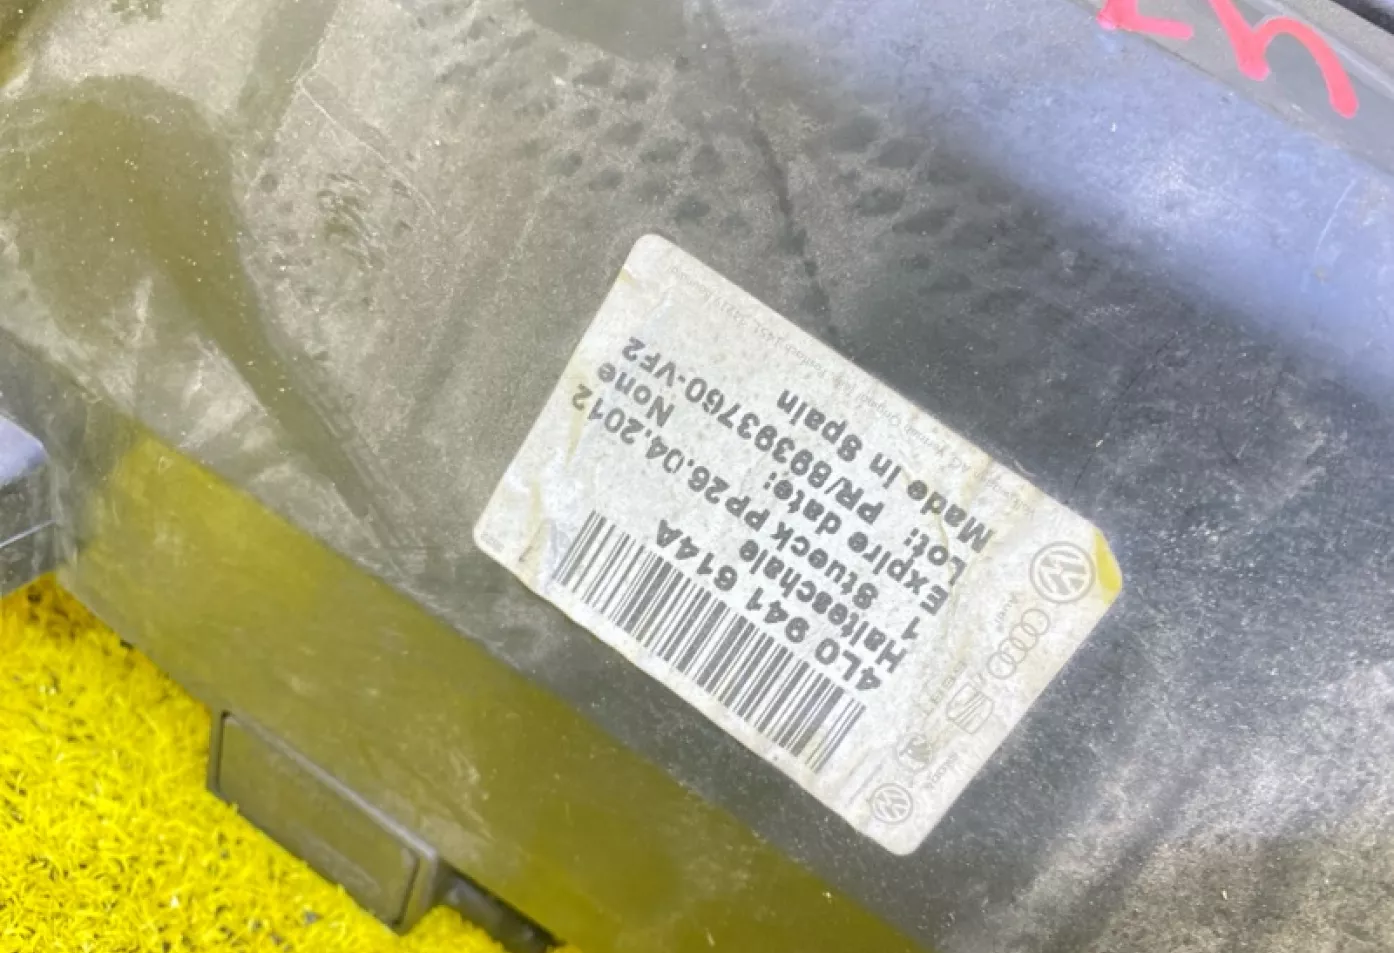 4L0 941 614A
Halteschale
1 Stueck PP26.04.2012
Expire date: None
Lot: PR/89393760-VF2
Made In Spain